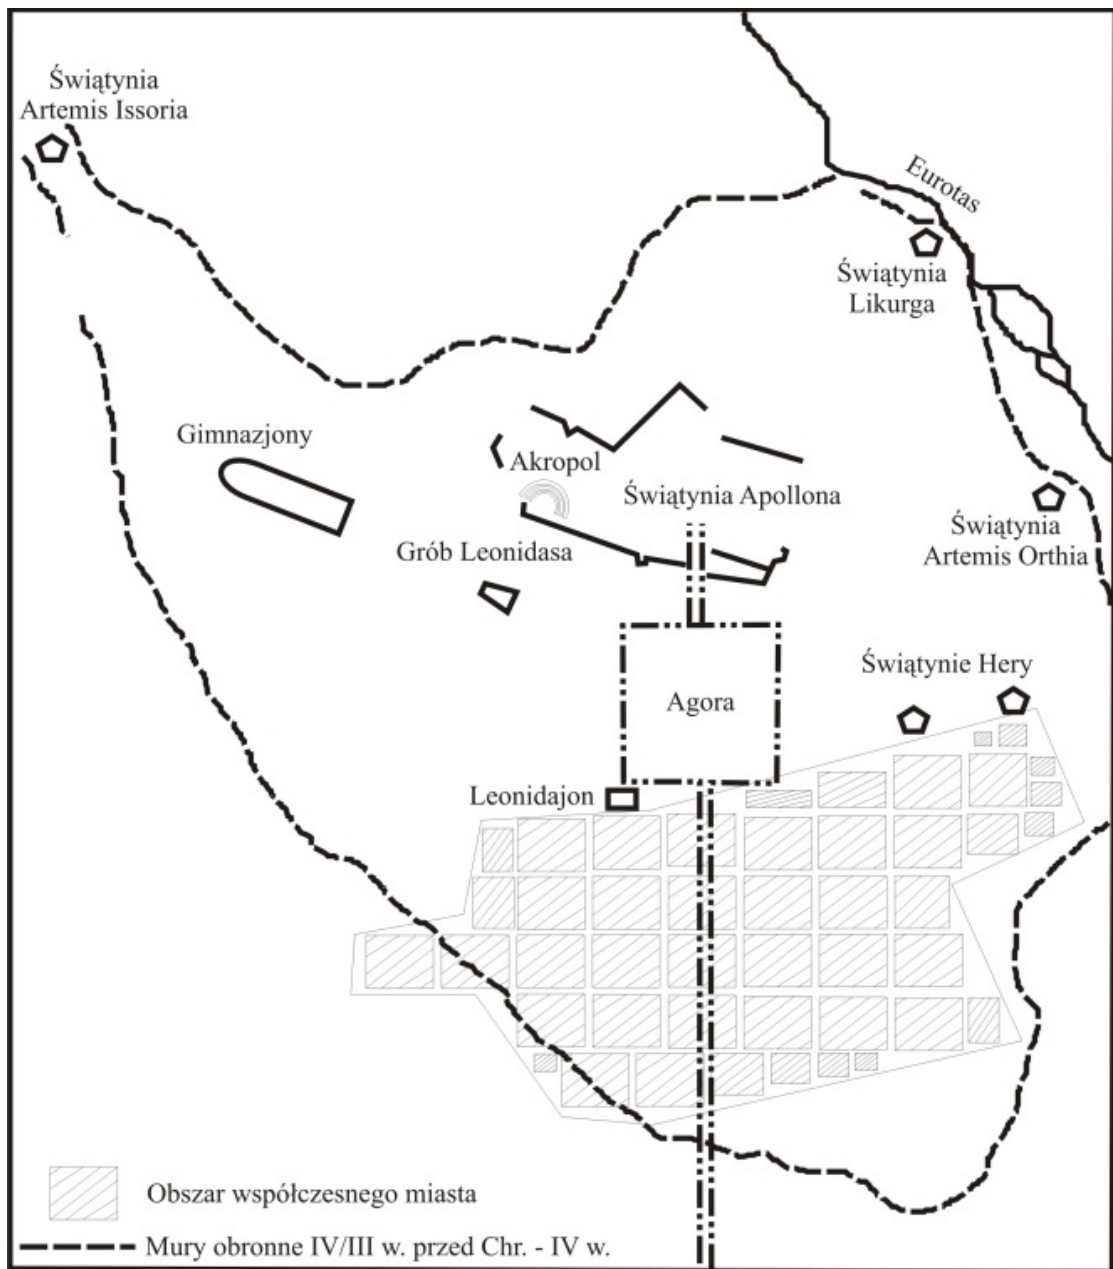 Świątynia
Artemis Issoria
Eurotas
Świątynia
Likurga
Gimnazjony
Akropol
Świątynia Apollona
Świątynia
Artemis Orthia
Grób Leonidasa
Świątynie Hery
Agora
Leonidajon
Obszar współczesnego miasta
Mury obronne IV/III w. przed Chr. - IV w.